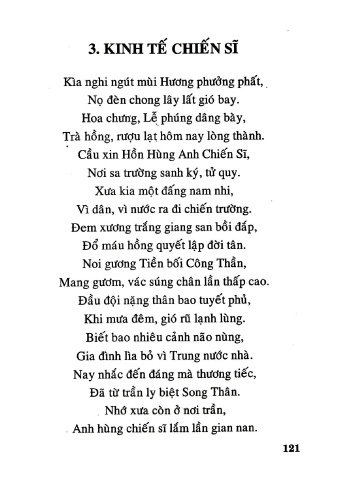 3. KINH TẾ CHIẾN SĨ
Kìa nghi ngút mùi Hương phưởng phất,
Nọ đèn chong lây lất gió bay.
Hoa chưng, Lễ phúng dâng bày,
Trà hồng, rượu lạt hôm nay lòng thành.
Cầu xin Hồn Hùng Anh Chiến Sĩ,
Nơi sa trường sanh ký, tử quy.
Xưa kia một đấng nam nhi,
Vì dân, vì nước ra đi chiến trường.
Đem xương trắng giang san bồi đắp,
Đổ máu hồng quyết lập đời tân.
Noi gương Tiền bối Công Thần,
Mang gươm, vác súng chân lần thấp cao.
Đầu đội nặng thân bao tuyết phủ,
Khi mưa đêm, gió rũ lạnh lùng.
Biết bao nhiêu cảnh não nùng,
Gia đình lìa bỏ vì Trung nước nhà.
Nay nhắc đến đáng mà thương tiếc,
Đã từ trần ly biệt Song Thân.
Nhớ xưa còn ở nơi trần,
Anh hùng chiến sĩ lắm lần gian nan.
121